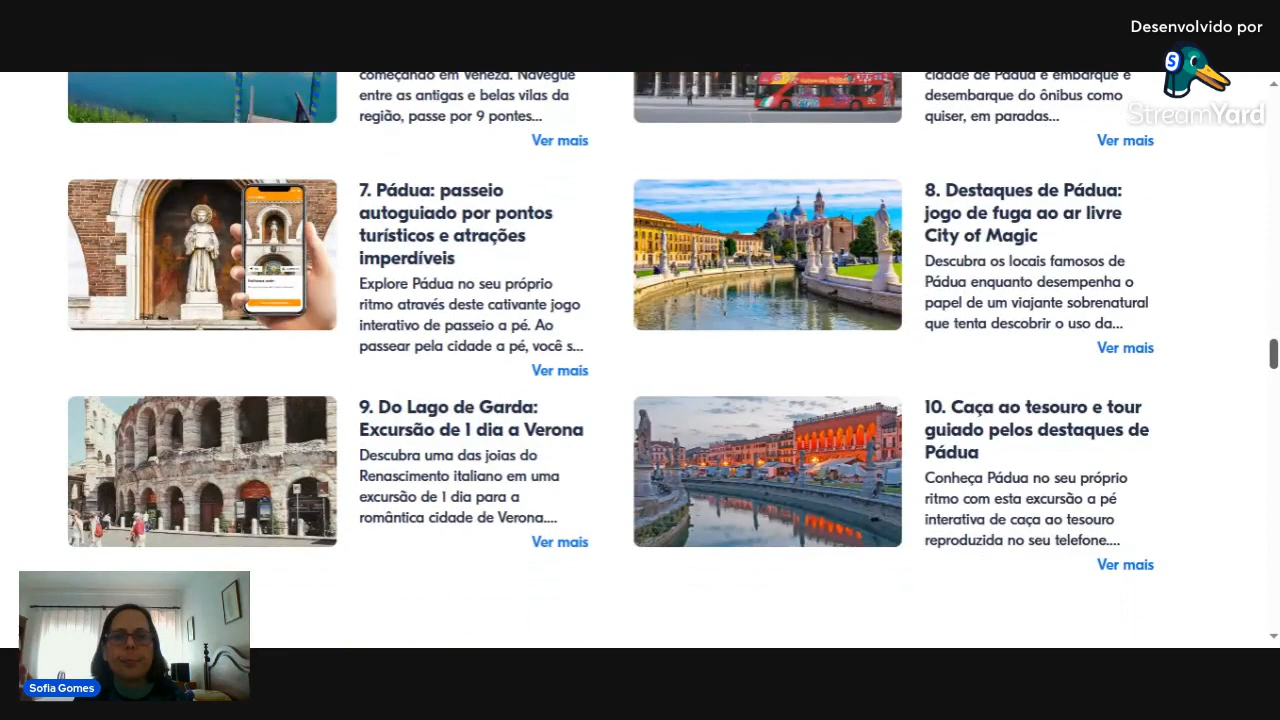 Desenvolvido por
StreamYard
começando em Veneza. Navegue
entre as antigas e belas vilas da
região, passe por 9 pontes...
Ver mais
cidade de Pádua e embarque e
desembarque do ônibus como
quiser, em paradas...
Ver mais
7. Pádua: passeio
autoguiado por pontos
turísticos e atrações
imperdíveis
Explore Pádua no seu próprio
ritmo através deste cativante jogo
interativo de passeio a pé. Ao
passear pela cidade a pé, você s...
Ver mais
8. Destaques de Pádua:
jogo de fuga ao ar livre
City of Magic
Descubra os locais famosos de
Pádua enquanto desempenha o
papel de um viajante sobrenatural
que tenta descobrir o uso da...
Ver mais
9. Do Lago de Garda:
Excursão de 1 dia a Verona
Descubra uma das joias do
Renascimento italiano em uma
excursão de 1 dia para a
romântica cidade de Verona....
Ver mais
10. Caça ao tesouro e tour
guiado pelos destaques de
Pádua
Conheça Pádua no seu próprio
ritmo com esta excursão a pé
interativa de caça ao tesouro
reproduzida no seu telefone....
Ver mais
Sofia Gomes